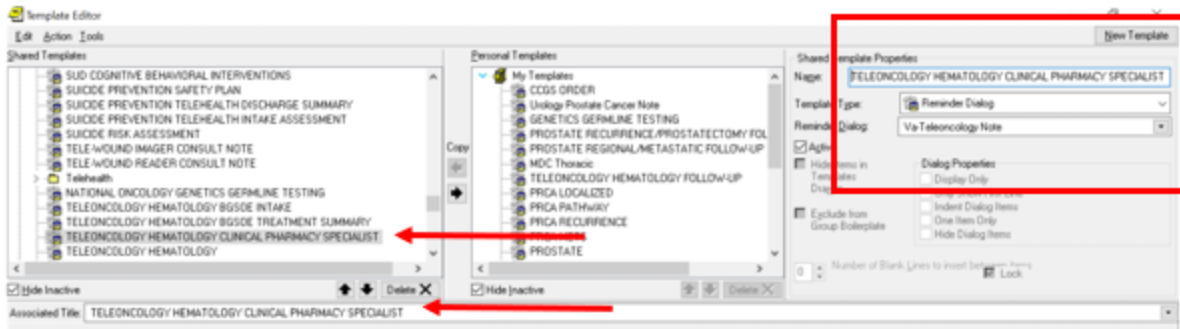 Template Editor
Edit Action Tools
New Template
Shared Templates
SUD COGNITIVE BEHAVIORAL INTERVENTIONS
SUICIDE PREVENTION SAFETY PLAN
SUICIDE PREVENTION TELEHEALTH DISCHARGE SUMMARY
SUICIDE PREVENTION TELEHEALTH INTAKE ASSESSMENT
SUICIDE RISK ASSESSMENT
TELE-WOUND IMAGER CONSULT NOTE
TELE-WOUND READER CONSULT NOTE
Telehealth
NATIONAL ONCOLOGY GENETICS GERMLINE TESTING
TELEONCOLOGY HEMATOLOGY BGSOE INTAKE
TELEONCOLOGY HEMATOLOGY BGSOE TREATMENT SUMMARY
TELEONCOLOGY HEMATOLOGY CLINICAL PHARMACY SPECIALIST
TELEONCOLOGY HEMATOLOGY
Hide Inactive
Delete
Copy
Personal Templates
My Templates
CCGS ORDER
Urology Prostate Cancer Note
GENETICS GERMLINE TESTING
PROSTATE RECURRENCE/PROSTATECTOMY FOL
PROSTATE REGIONAL/METASTATIC FOLLOW-UP
MDC Thoracic
TELEONCOLOGY HEMATOLOGY FOLLOW-UP
PRCA LOCALIZED
PRCA PATHWAY
PRCA RECURRENCE
PROSTATE
Hide Inactive
Delete
Shared Template Properties
Name: TELEONCOLOGY HEMATOLOGY CLINICAL PHARMACY SPECIALIST
Template Type: Reminder Dialog
Reminder Dialog: Va-Teleoncology Note
Active
Hide Items in
Templates
Dialog Properties
Display Only
Indent Dialog Items
One Item Only
Hide Dialog Items
Exclude from
Group Boilerplate
0 Number of Blank Lines to insert between items
Lock
Associated Title: TELEONCOLOGY HEMATOLOGY CLINICAL PHARMACY SPECIALIST